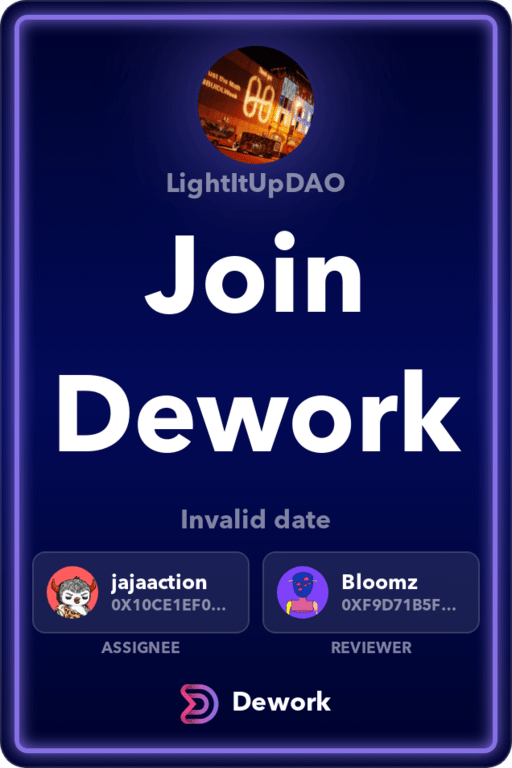 LightItUpDAO
Join
Dework
Invalid date
jajaaction
0X10CE1EF0...
Bloomz
0XF9D71B5F...
ASSIGNEE
REVIEWER
Dework